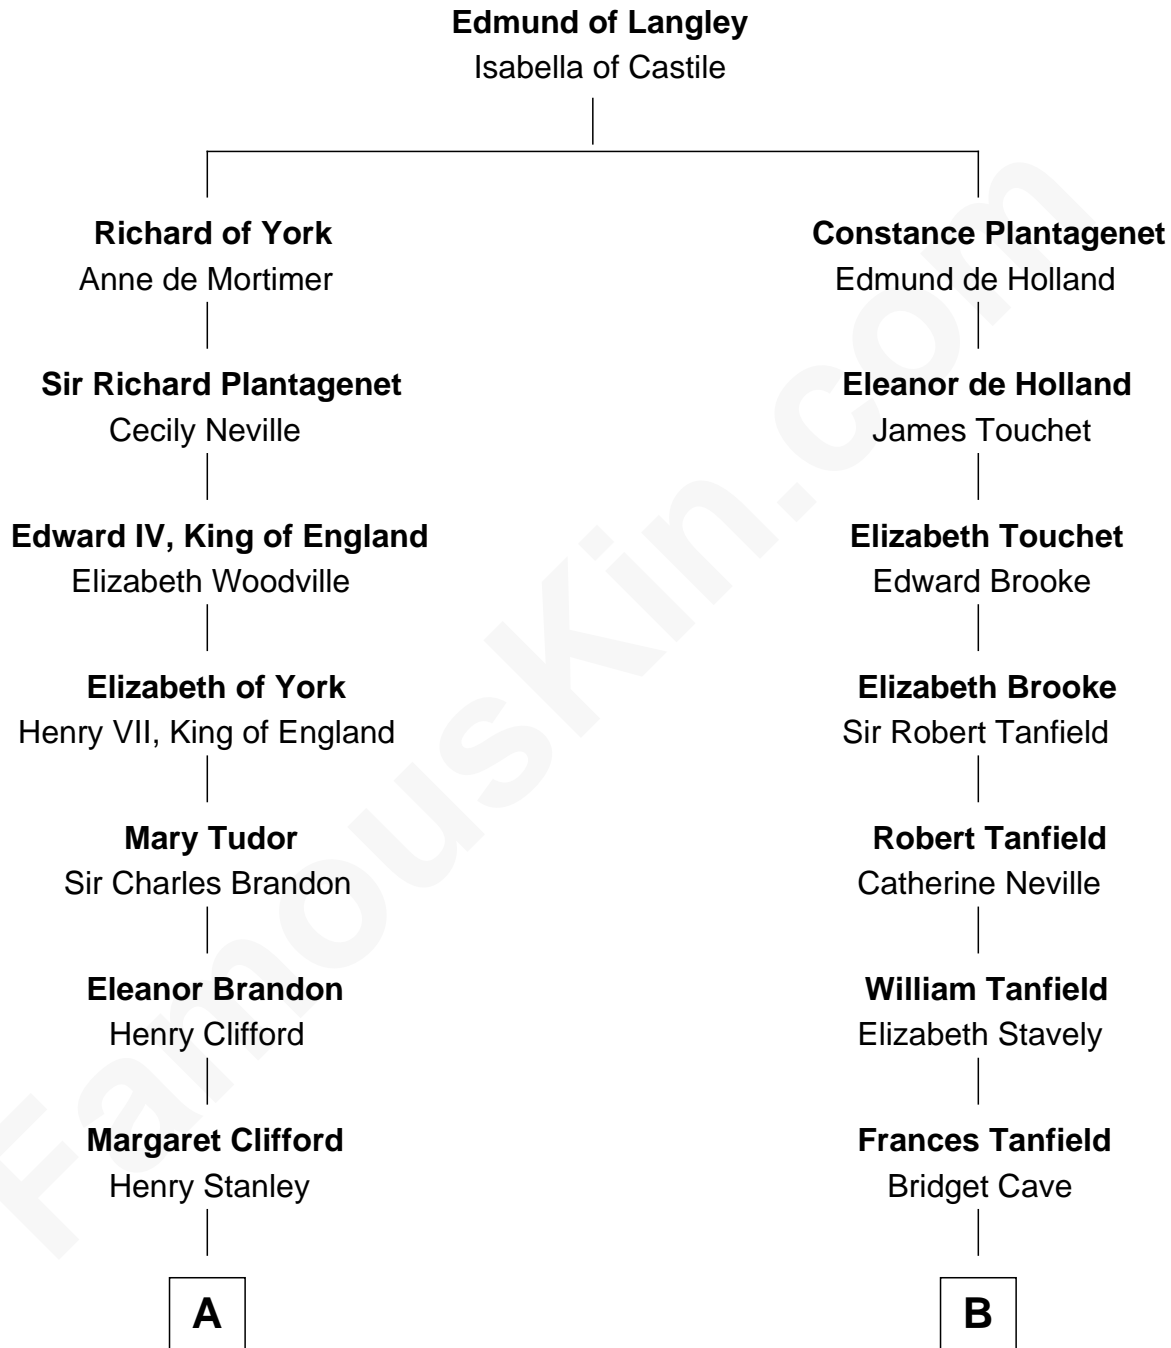 Edmund of Langley
Isabella of Castile
Richard of York
Anne de Mortimer
Constance Plantagenet
Edmund de Holland
Sir Richard Plantagenet
Cecily Neville
Eleanor de Holland
James Touchet
Edward IV, King of England
Elizabeth Woodville
Elizabeth Touchet
Edward Brooke
Elizabeth of York
Henry VII, King of England
Elizabeth Brooke
Sir Robert Tanfield
Mary Tudor
Sir Charles Brandon
Robert Tanfield
Catherine Neville
Eleanor Brandon
Henry Clifford
William Tanfield
Elizabeth Stavely
Margaret Clifford
Henry Stanley
Frances Tanfield
Bridget Cave
A
B
FamousKin.com